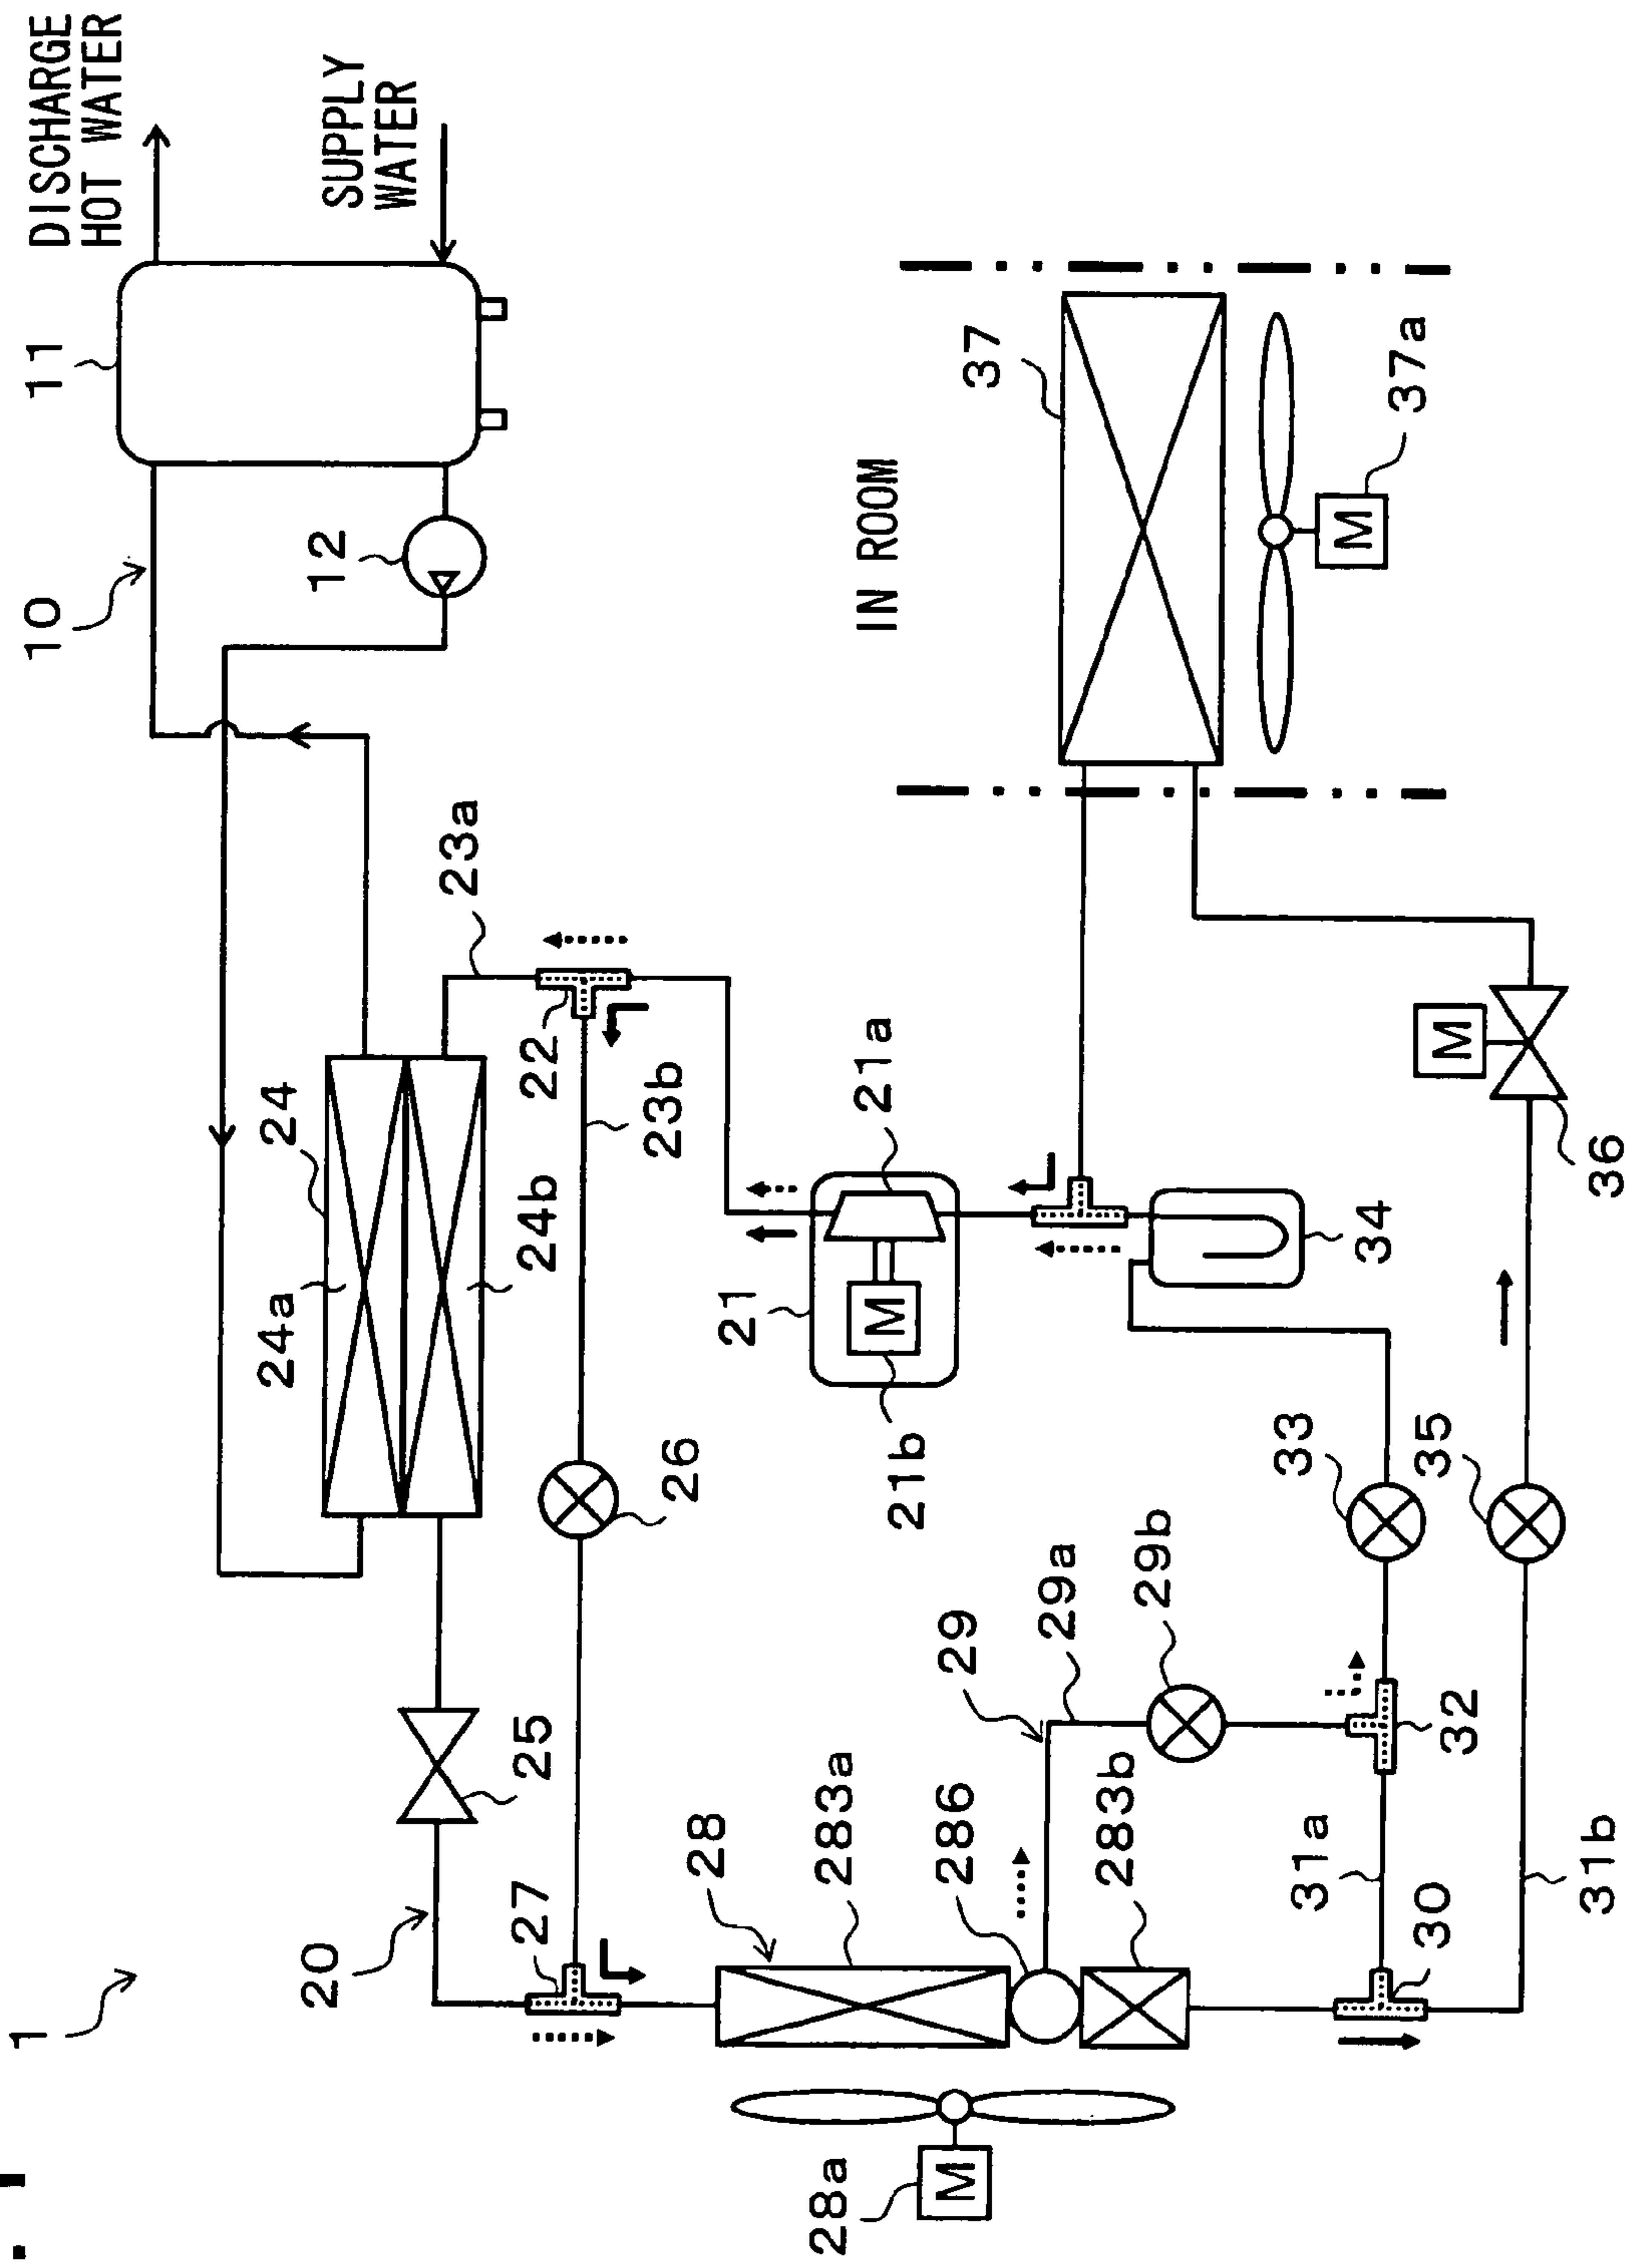 1
DISCHARGE
HOT WATER
SUPPLY
WATER
11
10
12
24
24a
24b
23a
22
23b
25
20
27
26
21
21a
21b
28
283a
286
283b
28a
29
29a
29b
IN ROOM
37
M
37a
M
M
M
36
34
33
35
32
31a
30
31b